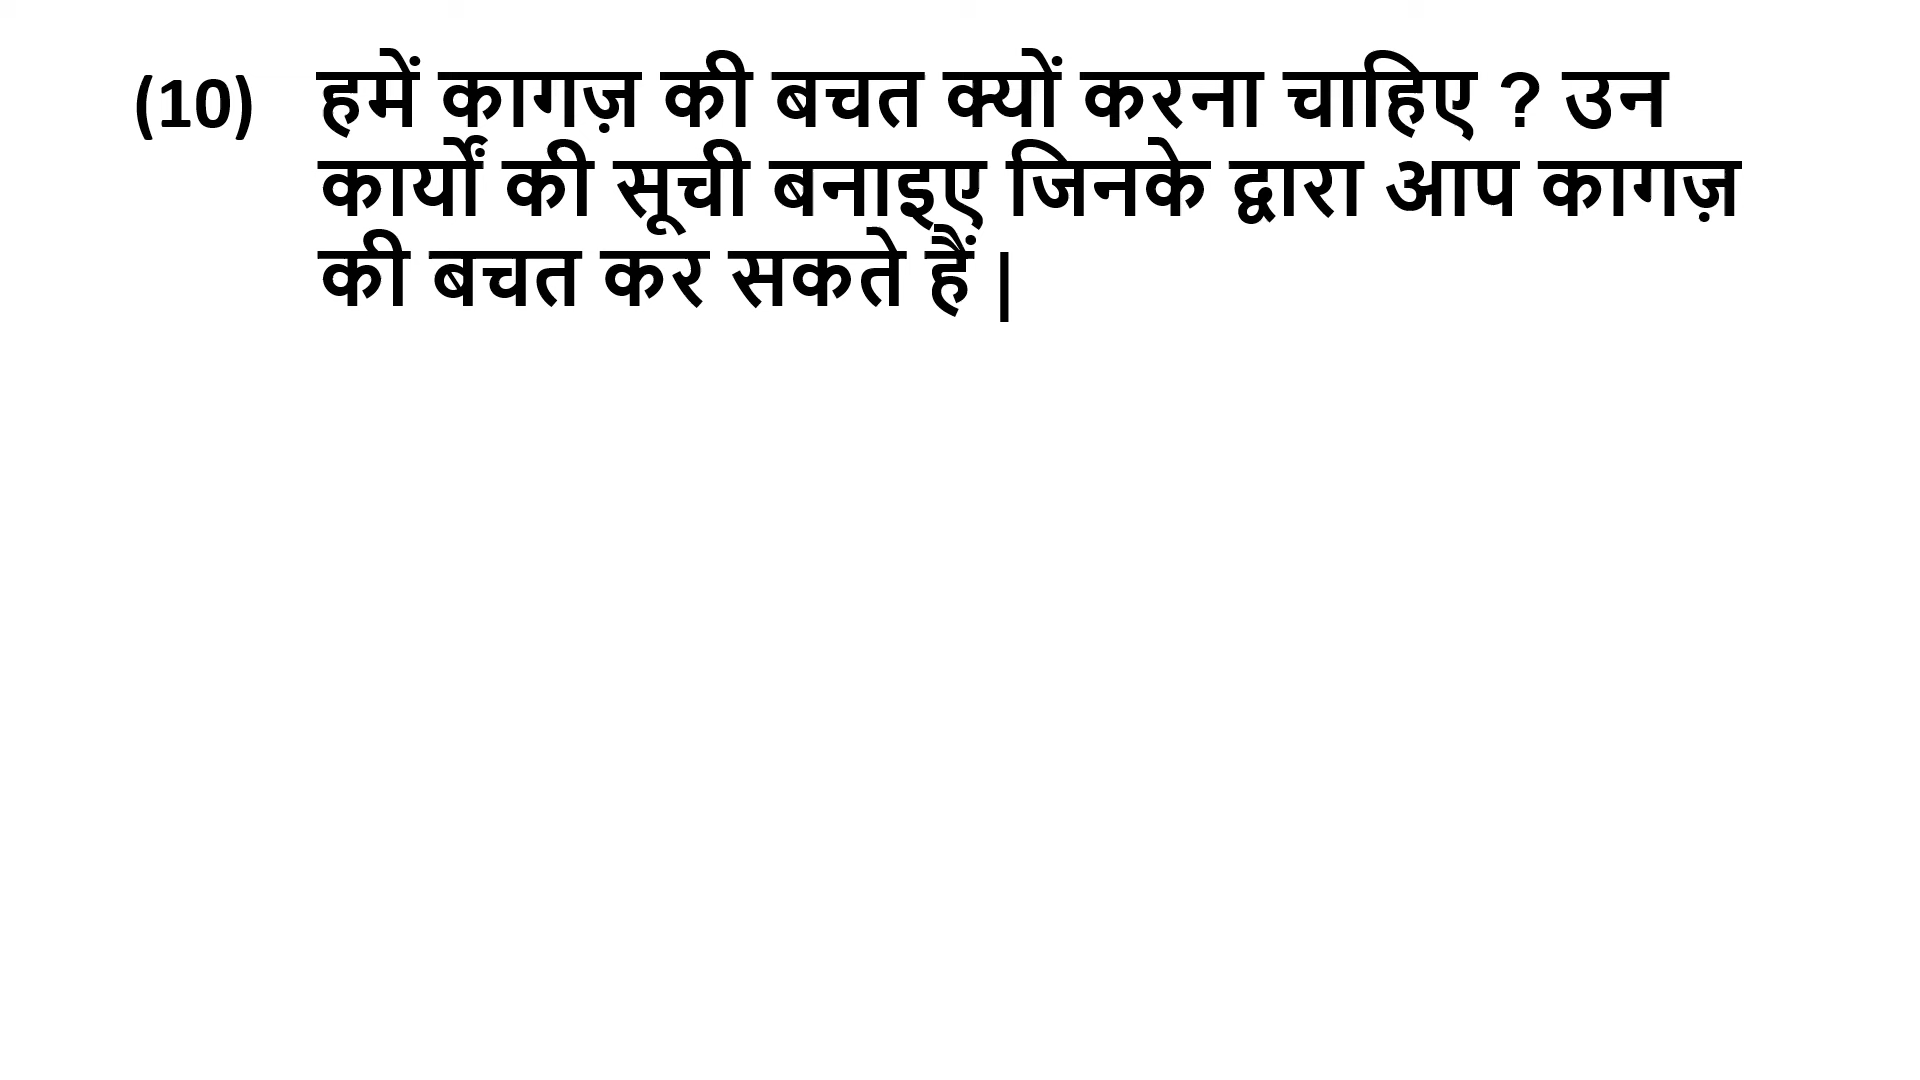 (10) हमें कागज़ की बचत क्यों करना चाहिए ? उन
कार्यों की सूची बनाइए जिनके द्वारा आप कागज़
की बचत कर सकते हैं |